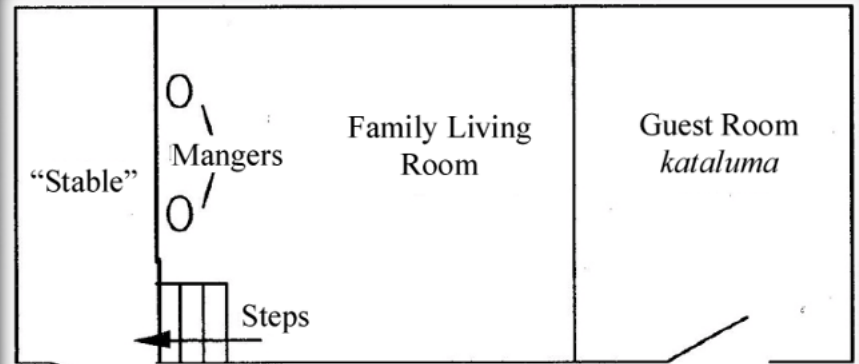 Family Living
Room
Guest Room
kataluma
Mangers
“Stable”
Steps